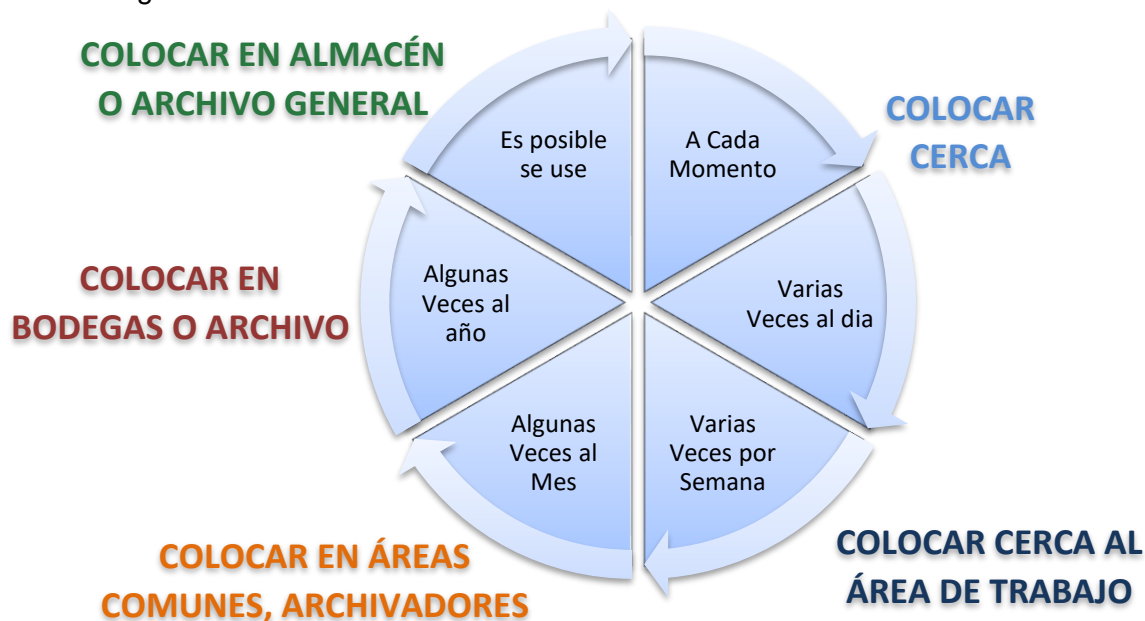 COLOCAR EN ALMACÉN
O ARCHIVO GENERAL
Es posible
se use
A Cada
Momento
COLOCAR
CERCA
COLOCAR EN
BODEGAS O ARCHIVO
Algunas
Veces al
año
Varias
Veces al dia
Algunas
Veces al
Mes
Varias
Veces por
Semana
COLOCAR EN ÁREAS
COMUNES, ARCHIVADORES
COLOCAR CERCA AL
ÁREA DE TRABAJO